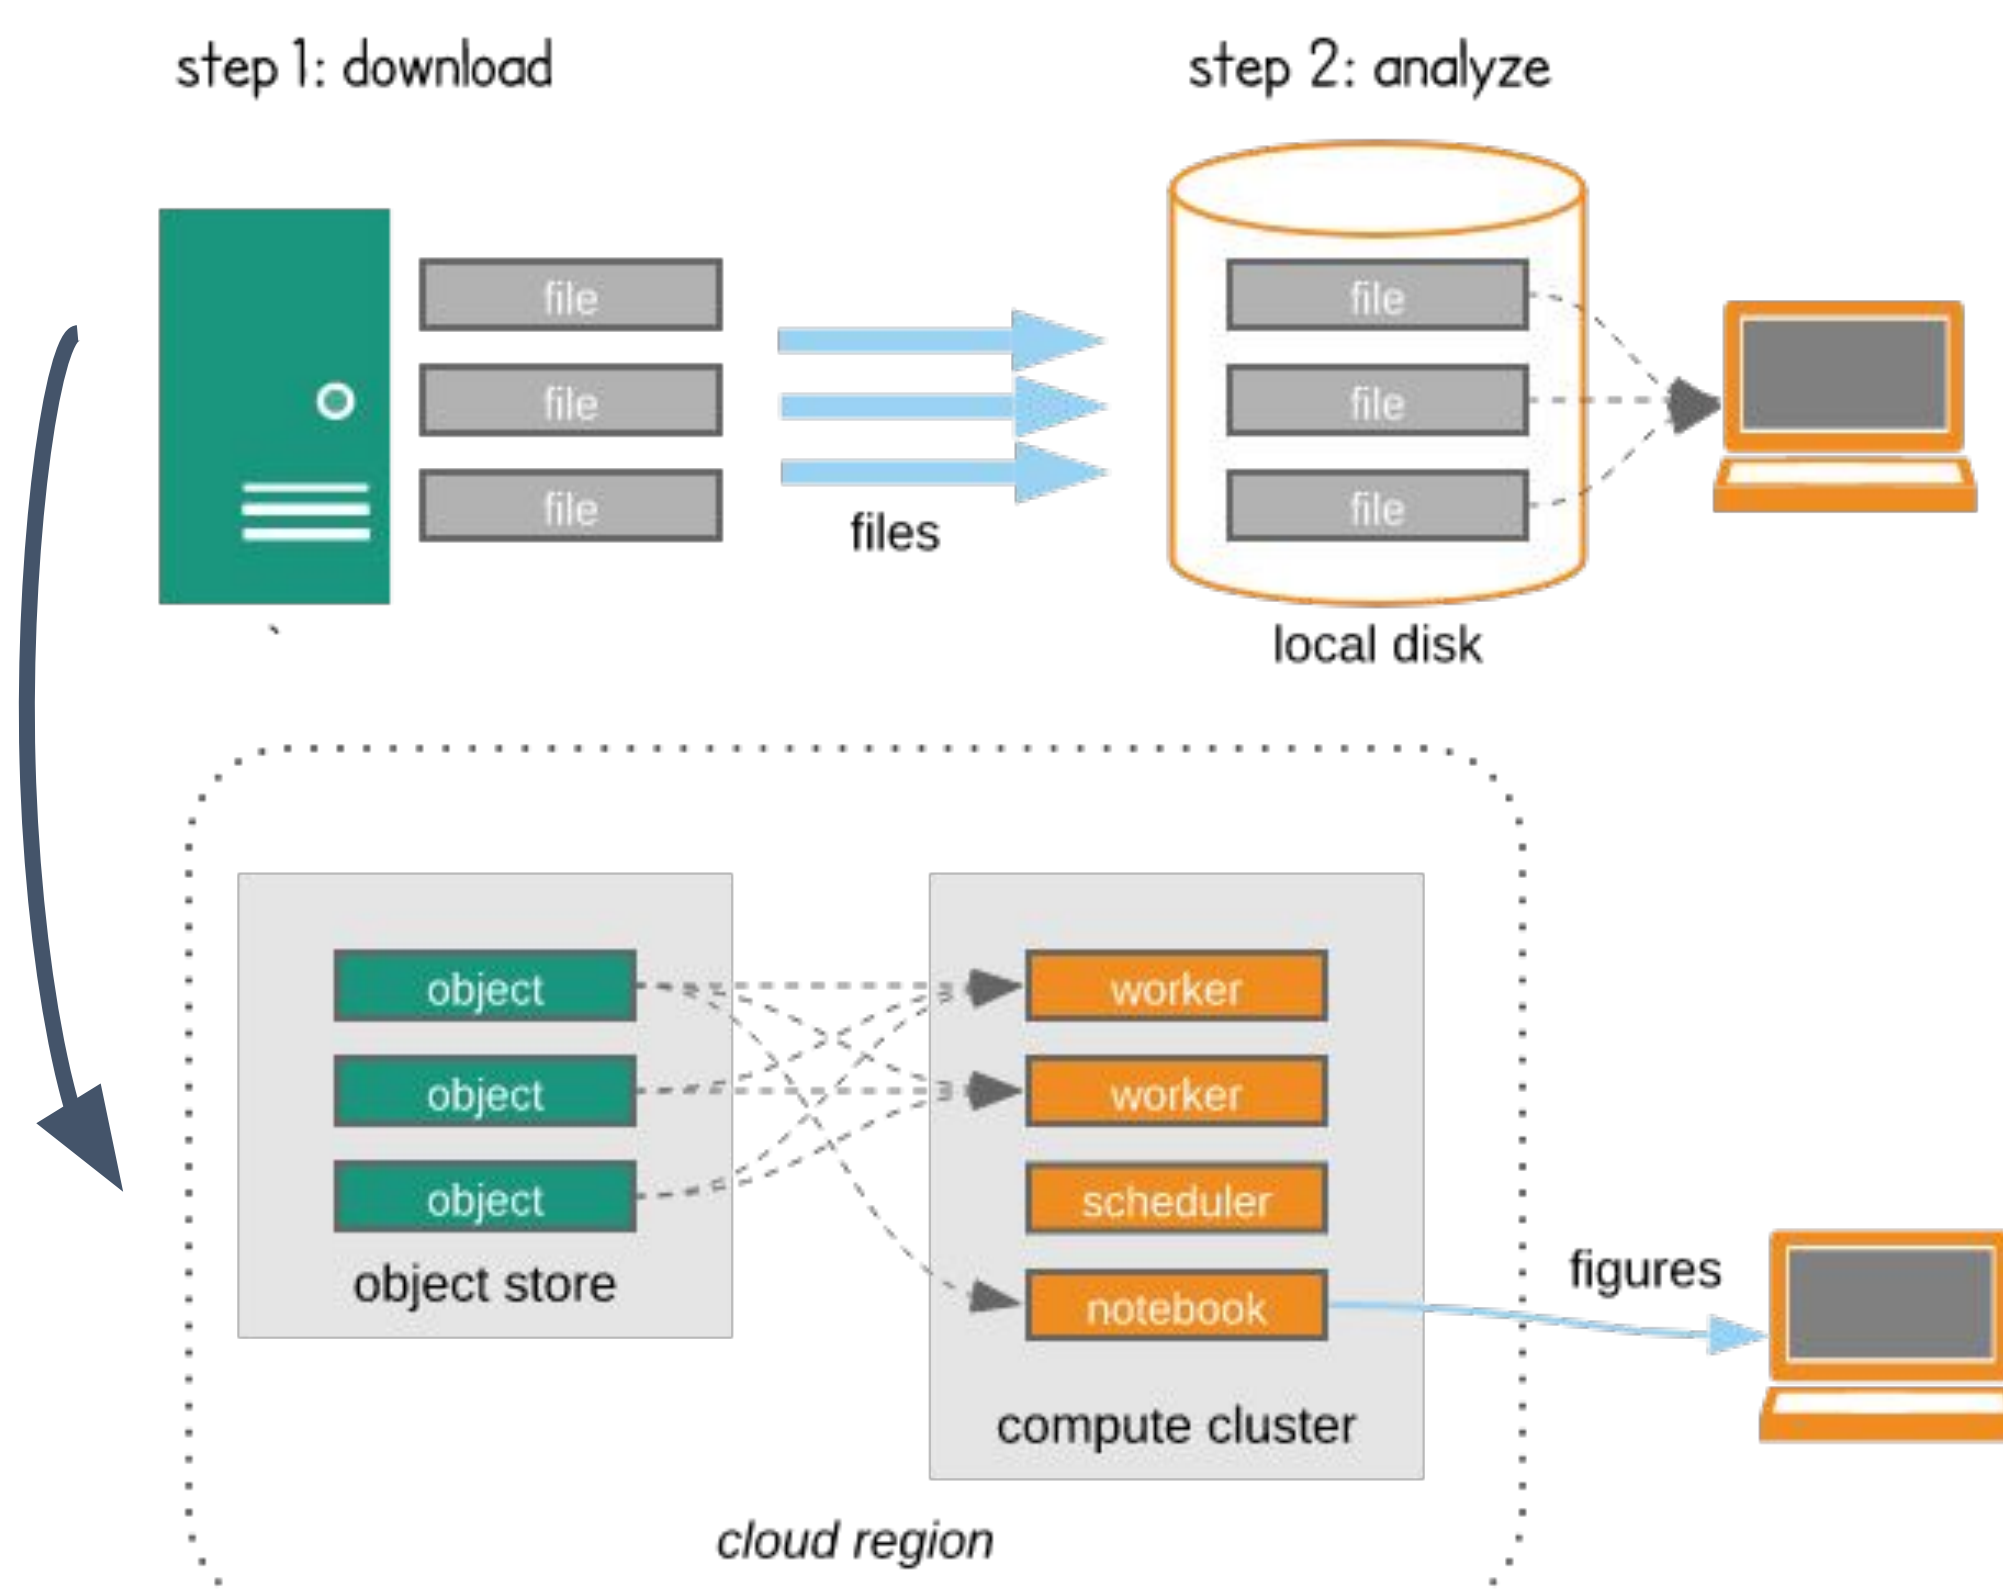 step 1: download
step 2: analyze
file
file
file
files
file
file
file
local disk
object
object
object
object store
worker
worker
scheduler
notebook
compute cluster
figures
cloud region